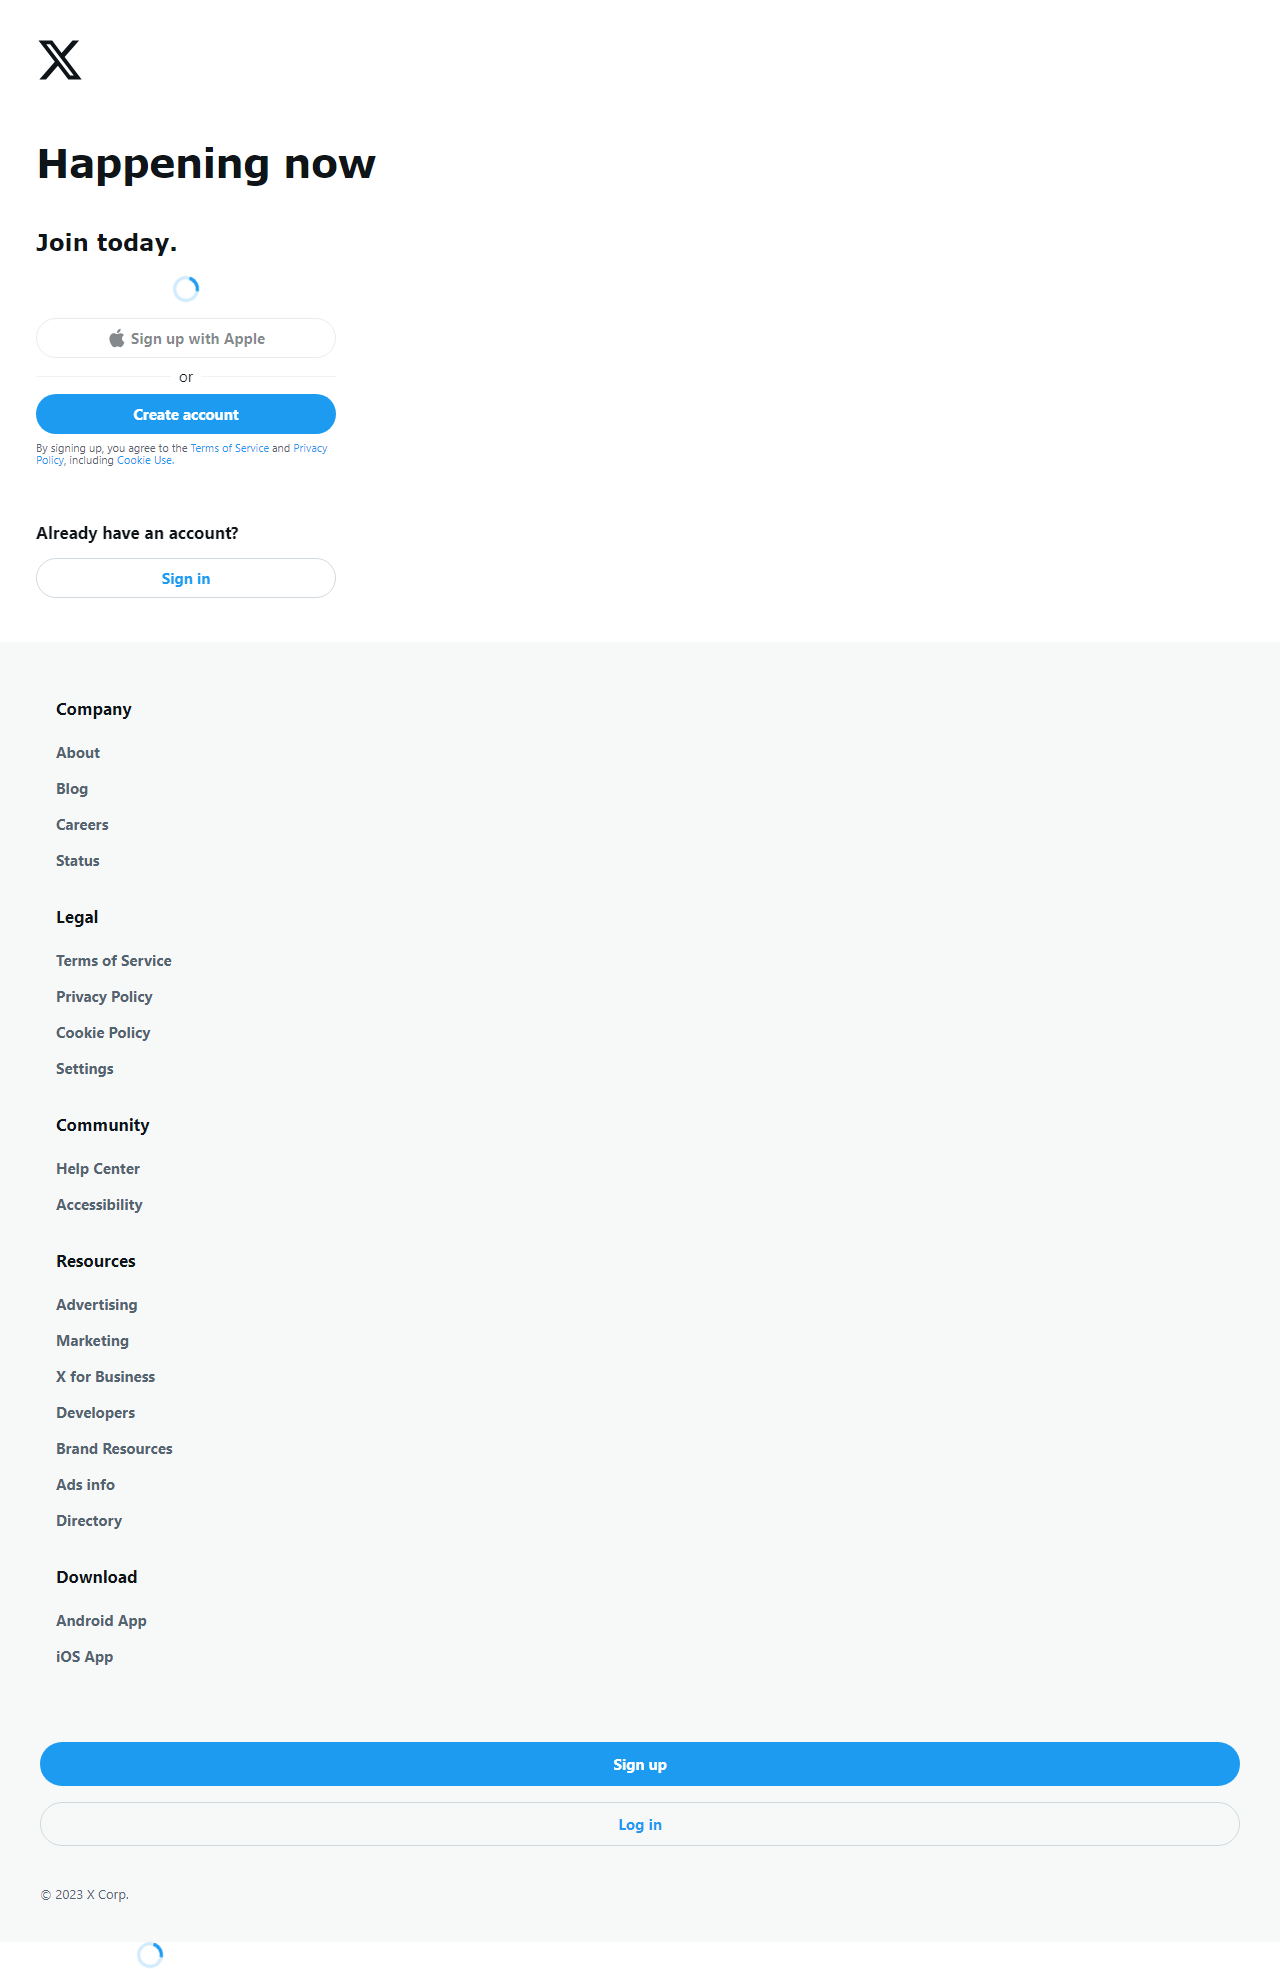 Happening now
Join today.
Sign up with Apple
or
Create account
By signing up, you agree to the Terms of Service and Privacy
Policy, including Cookie Use.
Already have an account?
Sign in
Company
About
Blog
Careers
Status
Legal
Terms of Service
Privacy Policy
Cookie Policy
Settings
Community
Help Center
Accessibility
Resources
Advertising
Marketing
X for Business
Developers
Brand Resources
Ads info
Directory
Download
Android App
iOS App
Sign up
Log in
© 2023 X Corp.